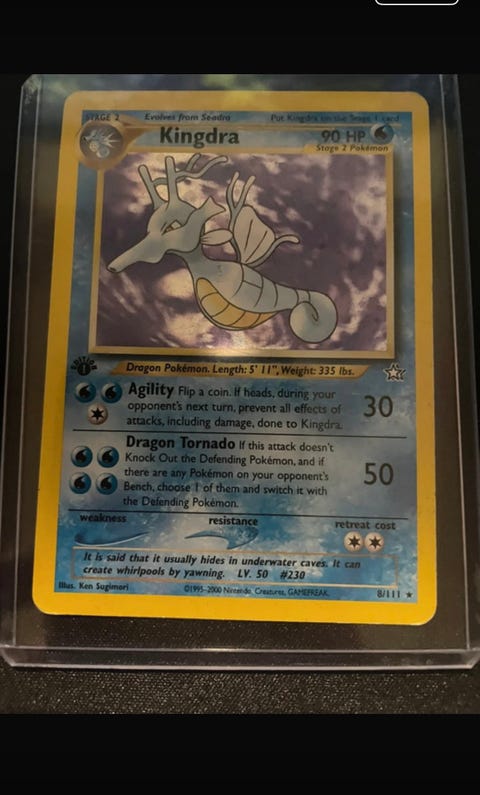 STAGE 2 Evolves from Seadra Put Kingdra on the Stage 1 card
Kingdra 90 HP
Stage 2 Pokémon
EDITION
1
Dragon Pokémon. Length: 5' 11", Weight: 335 lbs.
Agility Flip a coin. If heads, during your
opponent's next turn, prevent all effects of
attacks, including damage, done to Kingdra.
30
Dragon Tornado If this attack doesn't
Knock Out the Defending Pokémon, and if
there are any Pokémon on your opponent's
Bench, choose 1 of them and switch it with
the Defending Pokémon.
50
weakness resistance retreat cost
It is said that it usually hides in underwater caves. It can
create whirlpools by yawning. LV. 50 #230
Illus. Ken Sugimori ©1995-2000 Nintendo, Creatures, GAMEFREAK. 8/111 ★